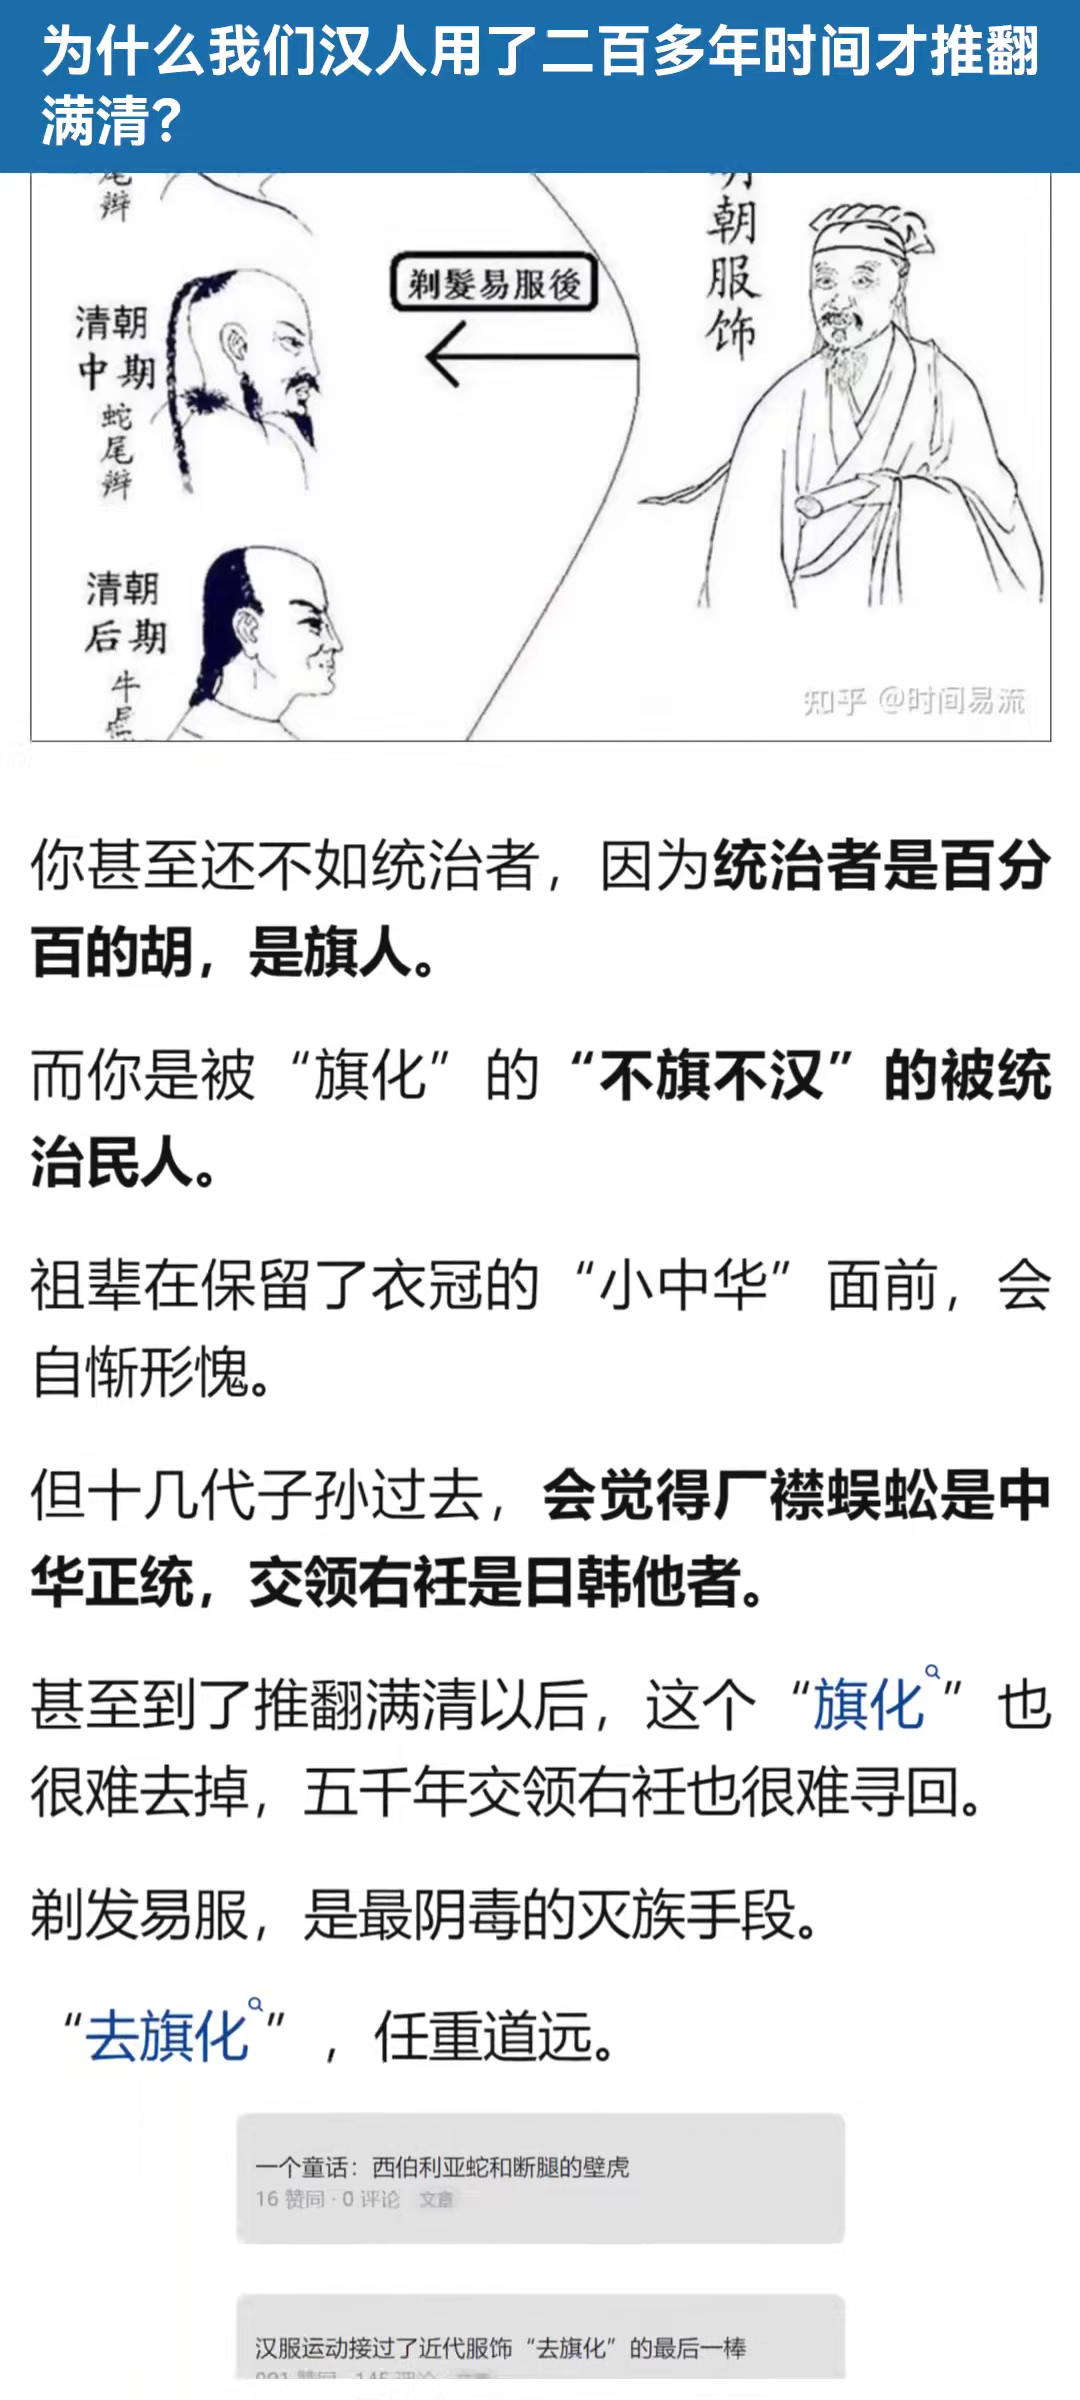 为什么我们汉人用了二百多年时间才推翻
满清？
尾
辫
明
朝
服
饰
剃髮易服後
清朝
中期
蛇
尾
辫
清朝
后期
牛
尾
知乎 @时间易流
你甚至还不如统治者，因为统治者是百分
百的胡，是旗人。
而你是被“旗化”的“不旗不汉”的被统
治民人。
祖辈在保留了衣冠的“小中华”面前，会
自惭形愧。
但十几代子孙过去，会觉得厂襟蜈蚣是中
华正统，交领右衽是日韩他者。
甚至到了推翻满清以后，这个“旗化”也
很难去掉，五千年交领右衽也很难寻回。
剃发易服，是最阴毒的灭族手段。
“去旗化”，任重道远。
一个童话：西伯利亚蛇和断腿的壁虎
16 赞同 · 0 评论 文章
汉服运动接过了近代服饰“去旗化”的最后一棒